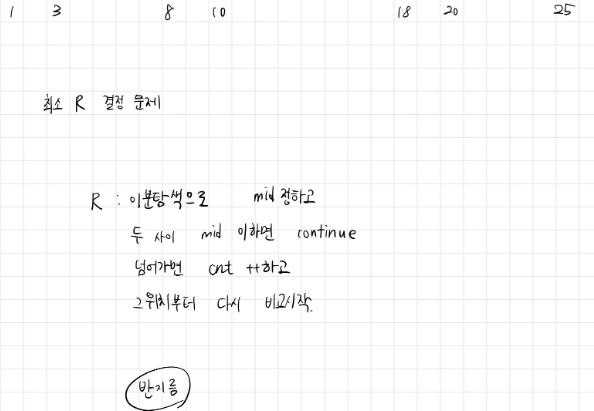 1 3 8 10 18 20 25
최소 R 결정 문제
R : 이분탐색으로 mid 정하고
두 사이 mid 이하면 continue
넘어가면 cnt ++하고
그위치부터 다시 비교시작.
반지름